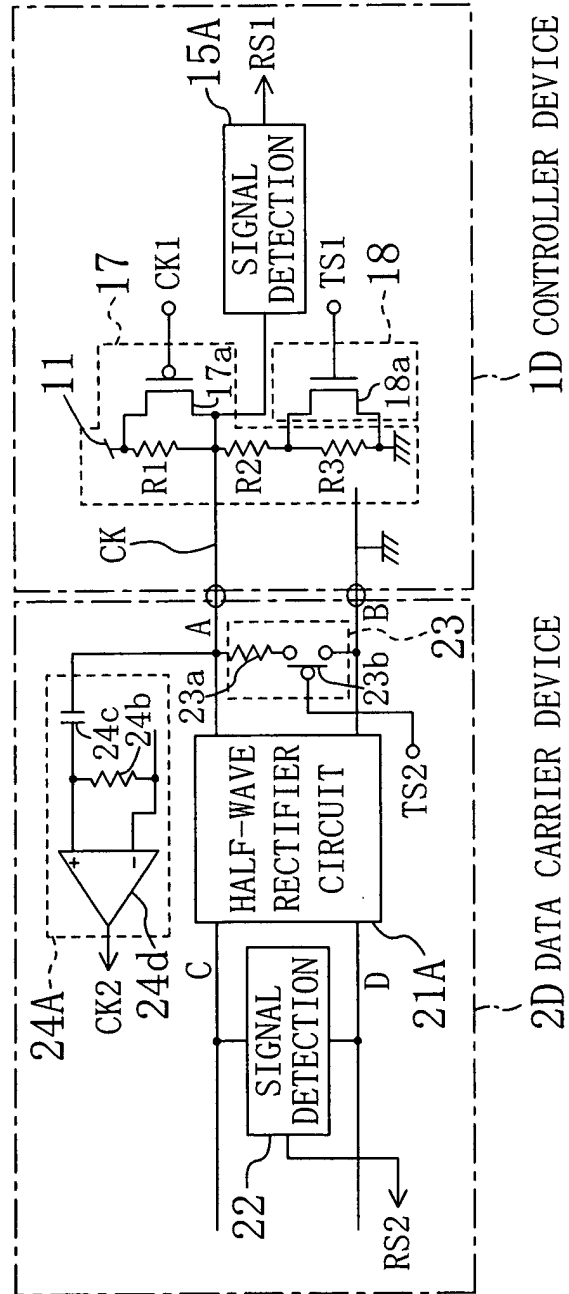 24A
24c
24b
24d
CK2
+
-
A
CK
11
17
R1
R2
R3
17a
CK1
15A
SIGNAL
DETECTION
RS1
18
18a
TS1
23a
23b
B
23
TS2
HALF-WAVE
RECTIFIER
CIRCUIT
21A
C
D
SIGNAL
DETECTION
22
RS2
2D DATA CARRIER DEVICE
1D CONTROLLER DEVICE